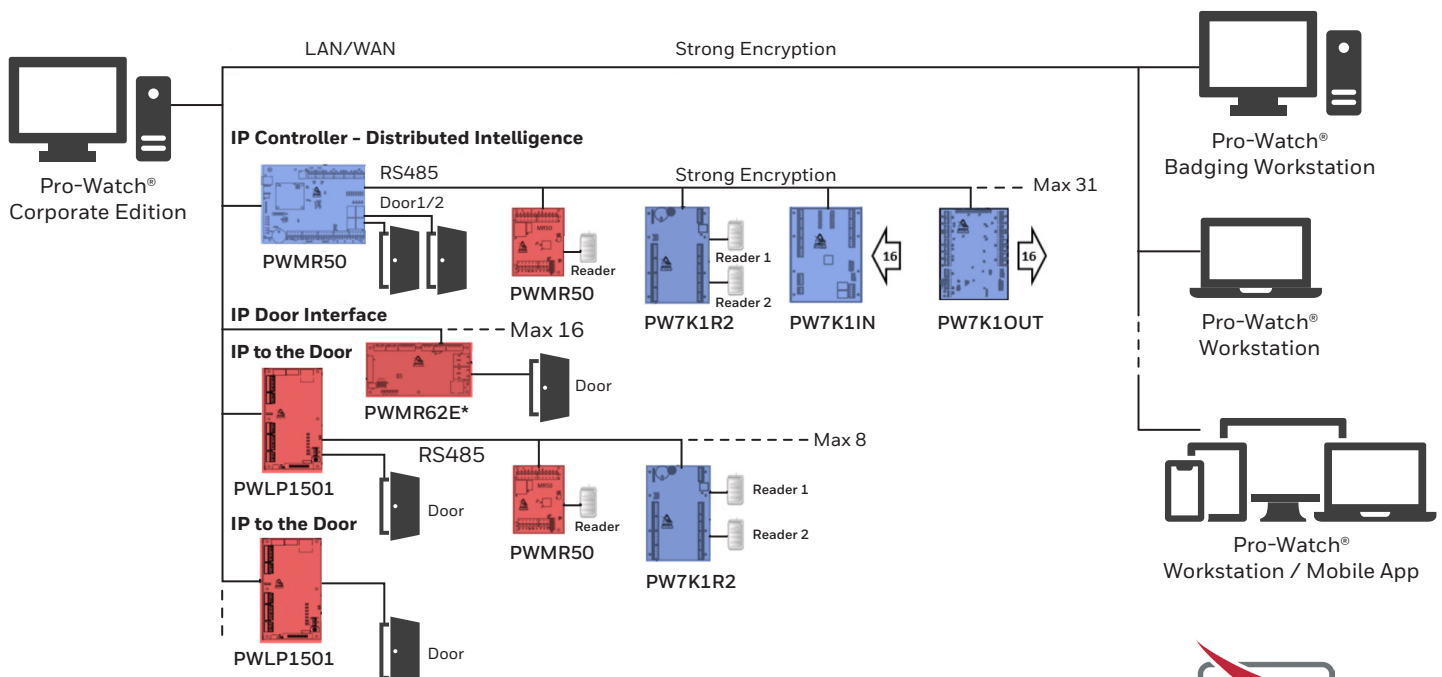 LAN/WAN
Strong Encryption
Pro-Watch®
Corporate Edition
Pro-Watch®
Badging Workstation
IP Controller - Distributed Intelligence
RS485
Strong Encryption
Max 31
Door1/2
PWMR50
MR50
Reader
PWMR50
Reader 1
Reader 2
PW7K1R2
16
PW7K1IN
16
PW7K1OUT
Pro-Watch®
Workstation
IP Door Interface
Max 16
PWMR62E*
Door
IP to the Door
PWLP1501
RS485
Max 8
Door
MR50
Reader
PWMR50
Reader 1
Reader 2
PW7K1R2
Pro-Watch®
Workstation / Mobile App
IP to the Door
PWLP1501
Door